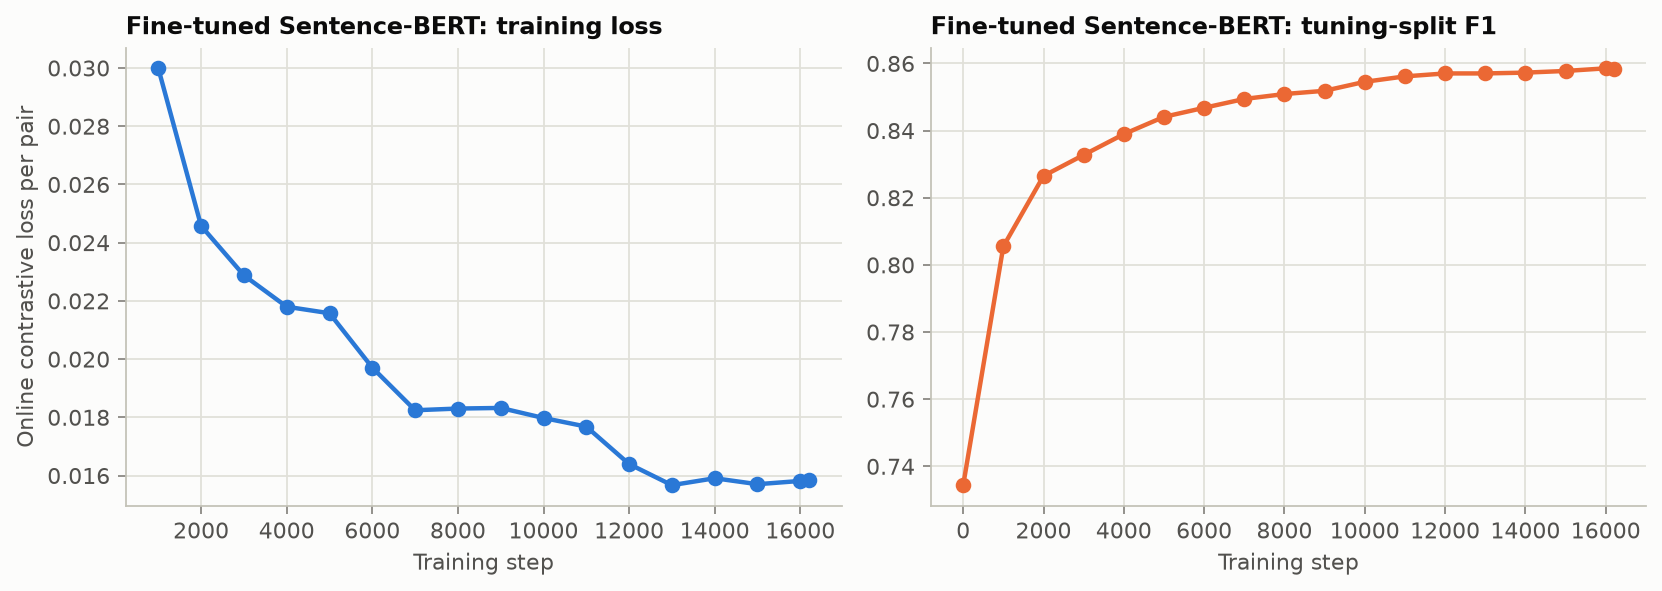 Fine-tuned Sentence-BERT: training loss
0.030
0.028
0.026
0.024
0.022
0.020
0.018
0.016
Online contrastive loss per pair
2000 4000 6000 8000 10000 12000 14000 16000
Training step
Fine-tuned Sentence-BERT: tuning-split F1
0.86
0.84
0.82
0.80
0.78
0.76
0.74
0 2000 4000 6000 8000 10000 12000 14000 16000
Training step